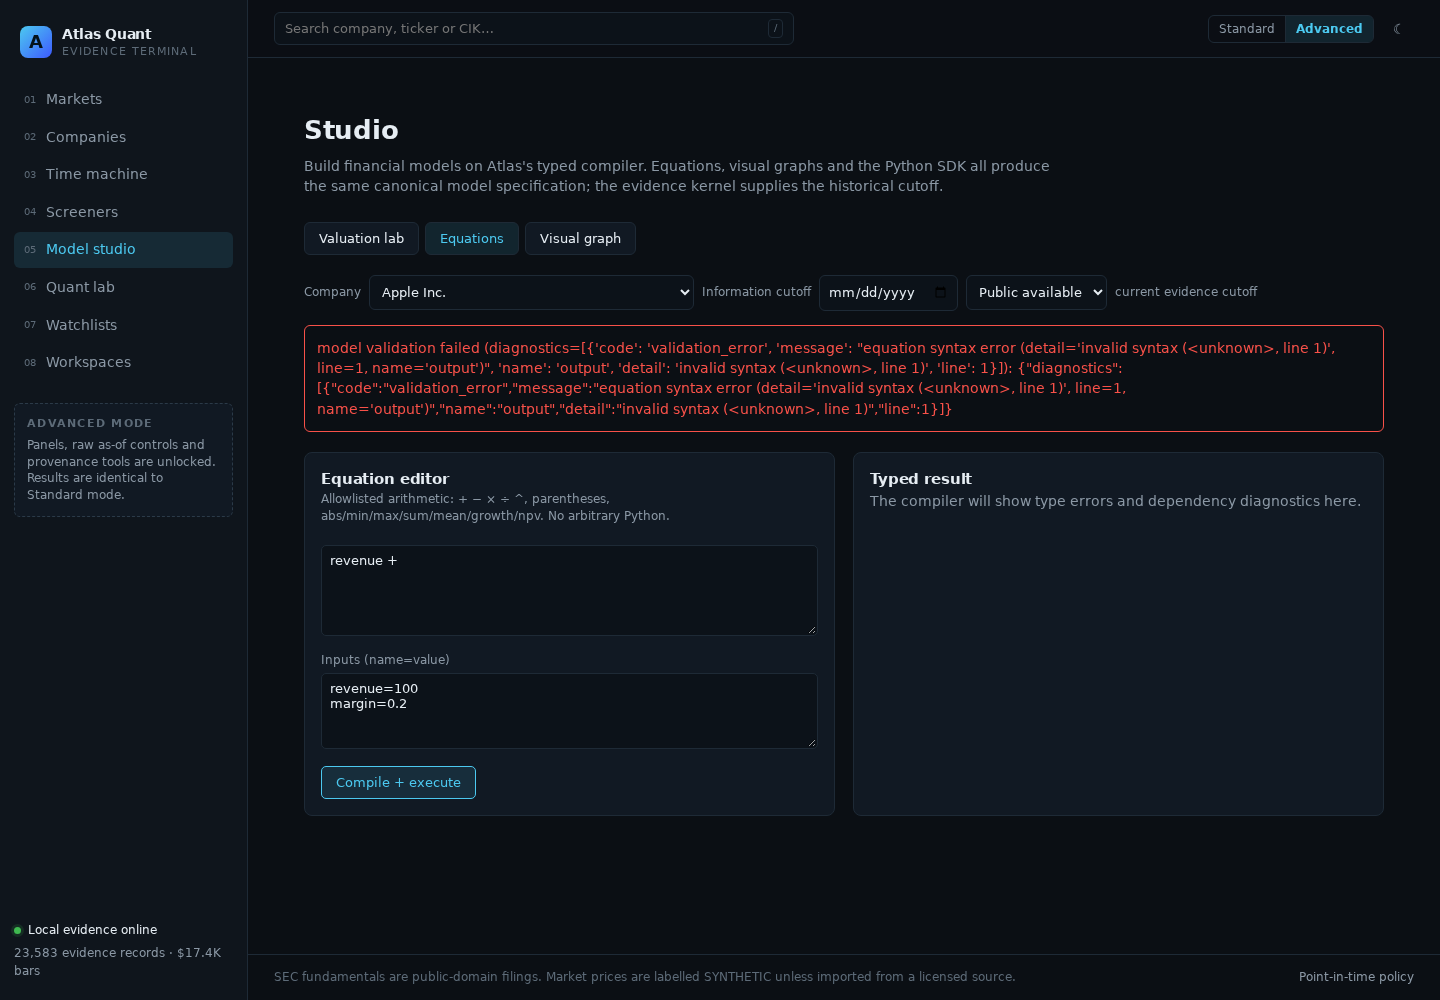 A
Atlas Quant
EVIDENCE TERMINAL
01 Markets
02 Companies
03 Time machine
04 Screeners
05 Model studio
06 Quant lab
07 Watchlists
08 Workspaces
ADVANCED MODE
Panels, raw as-of controls and
provenance tools are unlocked.
Results are identical to
Standard mode.
Local evidence online
23,583 evidence records · $17.4K
bars
Search company, ticker or CIK...
/
Standard
Advanced
Studio
Build financial models on Atlas's typed compiler. Equations, visual graphs and the Python SDK all produce
the same canonical model specification; the evidence kernel supplies the historical cutoff.
Valuation lab
Equations
Visual graph
Company
Apple Inc.
Information cutoff
mm/dd/yyyy
Public available
current evidence cutoff
model validation failed (diagnostics=[{'code': 'validation_error', 'message': "equation syntax error (detail='invalid syntax (<unknown>, line 1)',
line=1, name='output')", 'name': 'output', 'detail': 'invalid syntax (<unknown>, line 1)', 'line': 1}]): {"diagnostics":
[{"code":"validation_error","message":"equation syntax error (detail='invalid syntax (<unknown>, line 1)', line=1,
name='output')","name":"output","detail":"invalid syntax (<unknown>, line 1)","line":1}]}
Equation editor
Allowlisted arithmetic: + − × ÷ ^, parentheses,
abs/min/max/sum/mean/growth/npv. No arbitrary Python.
revenue +
Inputs (name=value)
revenue=100
margin=0.2
Compile + execute
Typed result
The compiler will show type errors and dependency diagnostics here.
SEC fundamentals are public-domain filings. Market prices are labelled SYNTHETIC unless imported from a licensed source.
Point-in-time policy